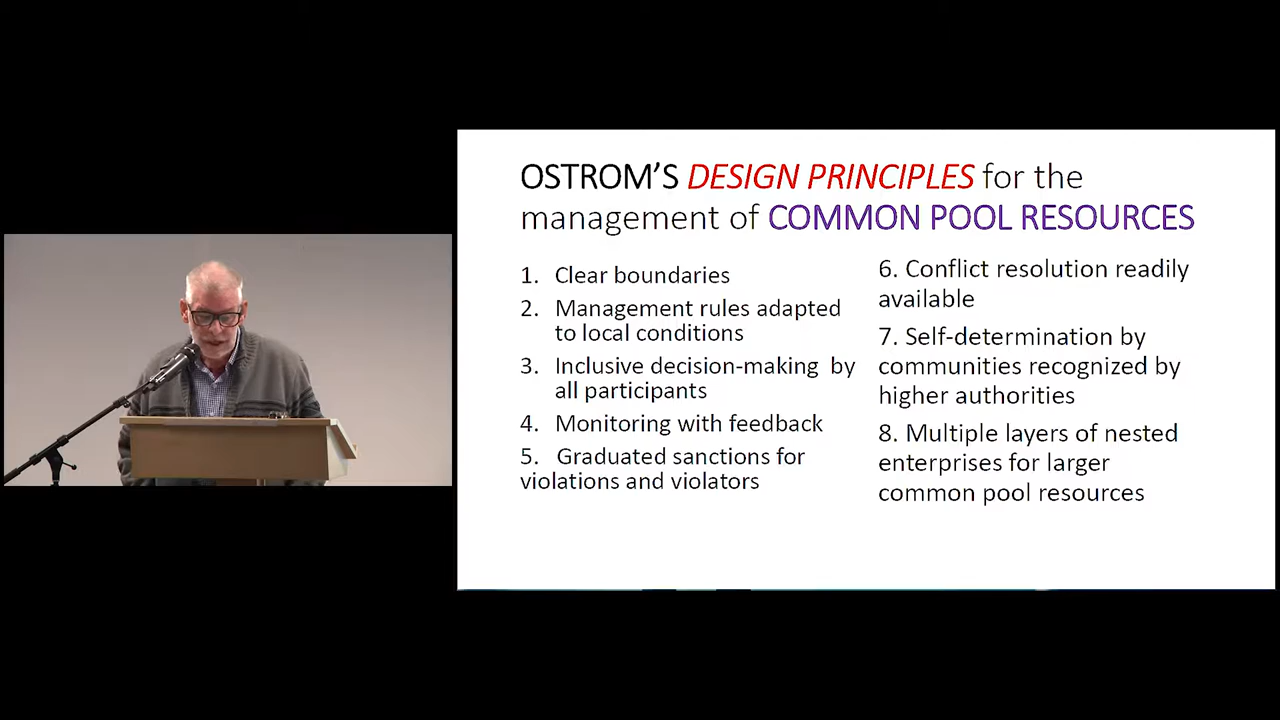 OSTROM'S DESIGN PRINCIPLES for the
management of COMMON POOL RESOURCES
1. Clear boundaries
2. Management rules adapted
to local conditions
3. Inclusive decision-making by
all participants
4. Monitoring with feedback
5. Graduated sanctions for
violations and violators
6. Conflict resolution readily
available
7. Self-determination by
communities recognized by
higher authorities
8. Multiple layers of nested
enterprises for larger
common pool resources